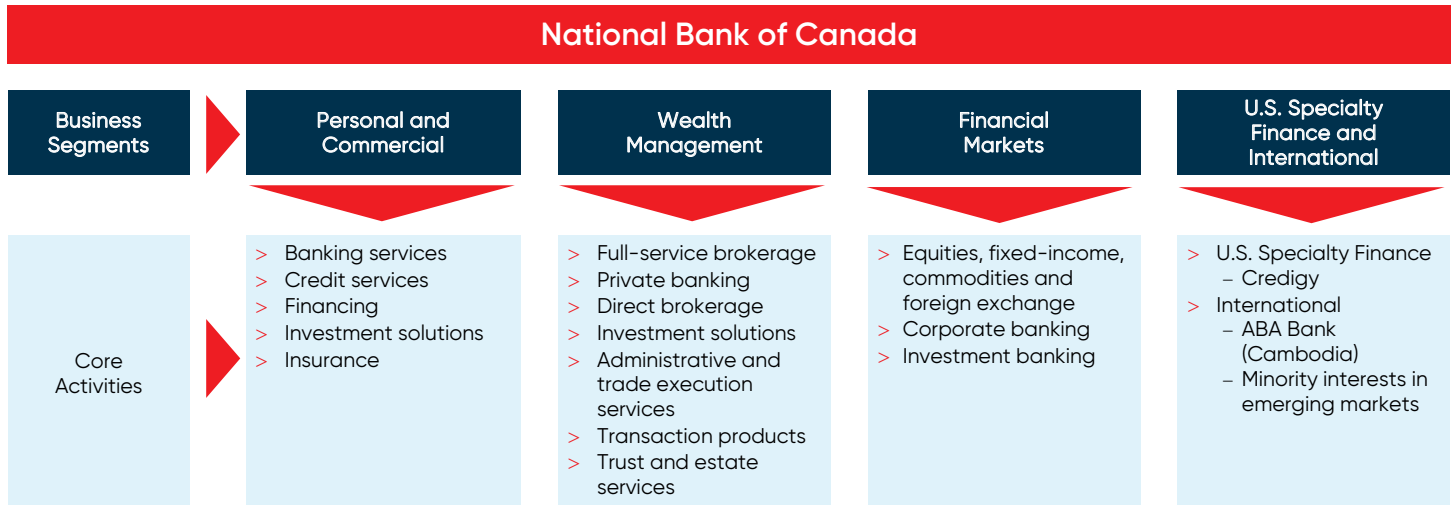 National Bank of Canada
Business
Segments
Personal and
Commercial
Wealth
Management
Financial
Markets
U.S. Specialty
Finance and
International
Core
Activities
> Banking services
> Credit services
> Financing
> Investment solutions
> Insurance
> Full-service brokerage
> Private banking
> Direct brokerage
> Investment solutions
> Administrative and
trade execution
services
> Transaction products
> Trust and estate
services
> Equities, fixed-income,
commodities and
foreign exchange
> Corporate banking
> Investment banking
> U.S. Specialty Finance
– Credigy
> International
– ABA Bank
(Cambodia)
– Minority interests in
emerging markets